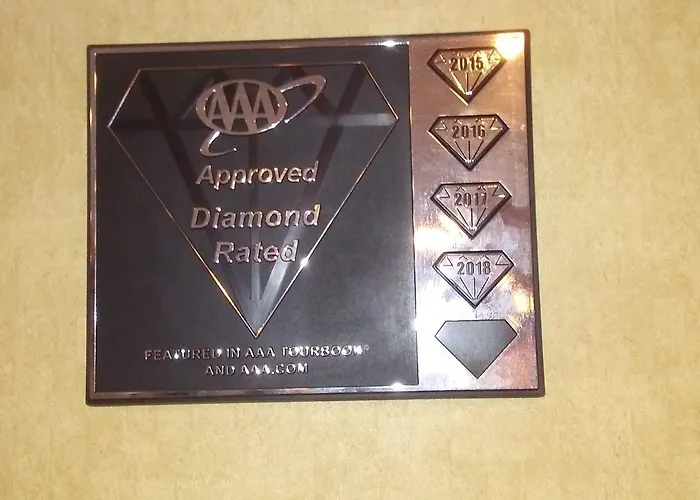 AAA
Approved
Diamond
Rated
FEATURED IN AAA TOURBOOK®
AND AAA.COM
2015
2016
2017
2018